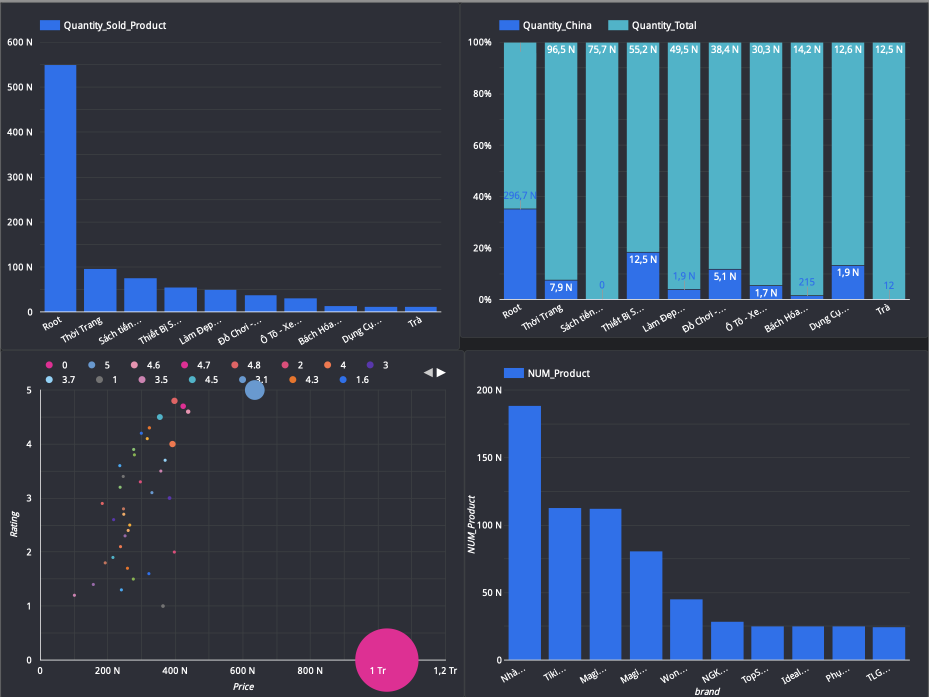 Quantity_Sold_Product
600 N
500 N
400 N
300 N
200 N
100 N
0
Root
Thời Trang
Sách tiến...
Thiết Bị S...
Làm Đẹp...
Đồ Chơi -...
Ô Tô - Xe...
Bách Hóa...
Dụng Cụ...
Trà
Quantity_China Quantity_Total
100%
80%
60%
40%
20%
0%
96,5 N 75,7 N 55,2 N 49,5 N 38,4 N 30,3 N 14,2 N 12,6 N 12,5 N
296,7 N
7,9 N 0 12,5 N 1,9 N 5,1 N 1,7 N 215 1,9 N 12
Root
Thời Trang
Sách tiến...
Thiết Bị S...
Làm Đẹp...
Đồ Chơi -...
Ô Tô - Xe...
Bách Hóa...
Dụng Cụ...
Trà
0 5 4.6 4.7 4.8 2 4 3
3.7 1 3.5 4.5 3.1 4.3 1.6
Rating
5
4
3
2
1
0
0 200 N 400 N 600 N 800 N 1 Tr 1,2 Tr
Price
NUM_Product
NUM_Product
200 N
150 N
100 N
50 N
0
Nhà...
Tiki...
Magi...
Magi...
Won...
NGK...
TopS...
Ideal...
Phụ...
TLG...
brand